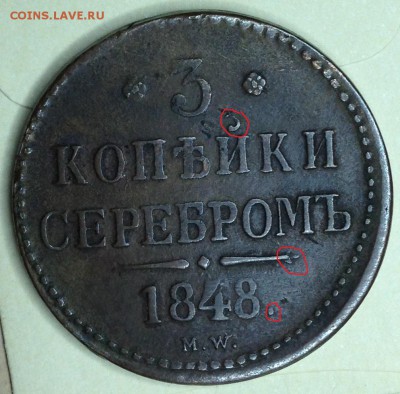 COINS.LAVE.RU
3
КОПѢЙКИ
СЕРЕБРОМЪ
1848.
M.W.